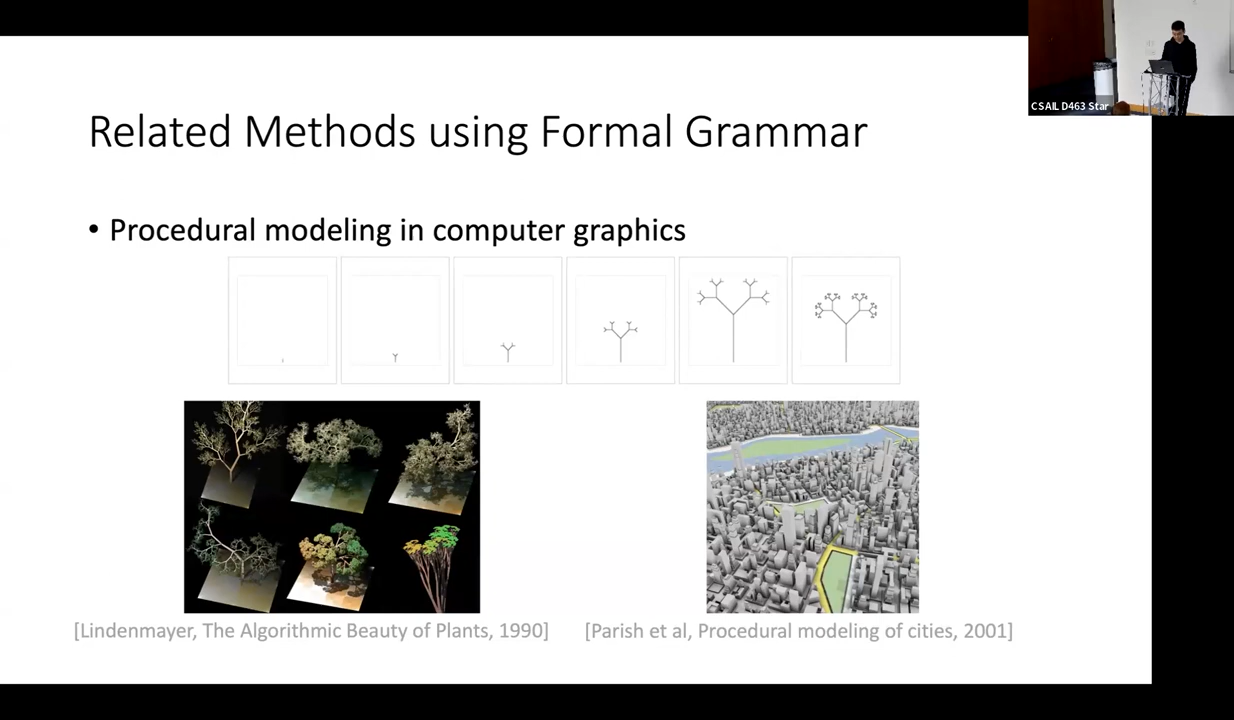 CSAIL D463 Star
Related Methods using Formal Grammar
• Procedural modeling in computer graphics
[Lindenmayer, The Algorithmic Beauty of Plants, 1990]
[Parish et al, Procedural modeling of cities, 2001]